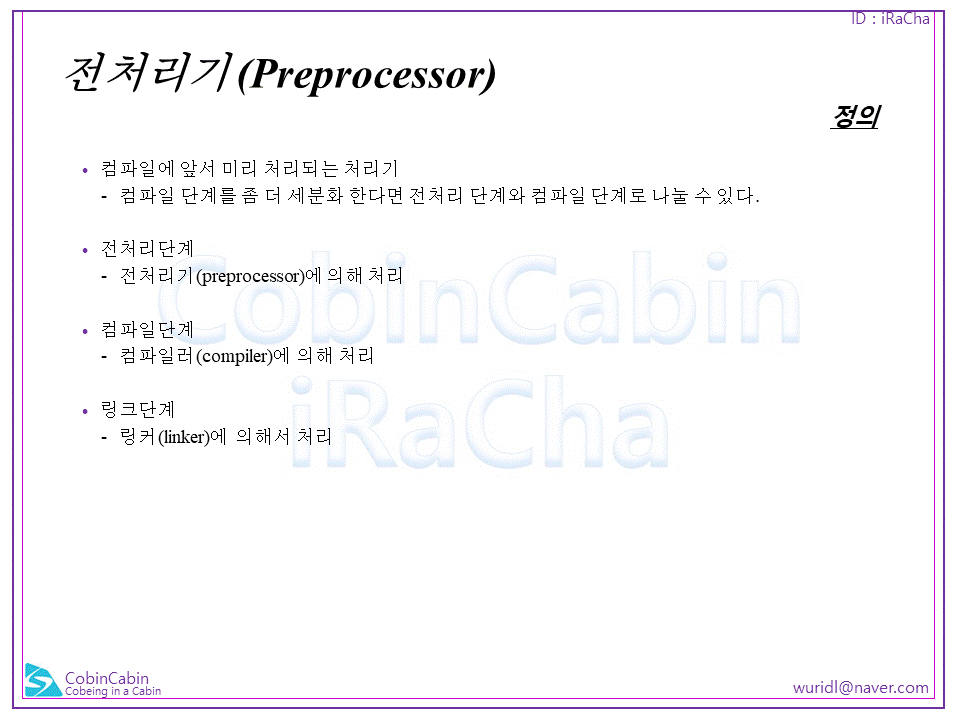 ID : iRaCha
전처리기(Preprocessor)
정의
• 컴파일에 앞서 미리 처리되는 처리기
- 컴파일 단계를 좀 더 세분화 한다면 전처리 단계와 컴파일 단계로 나눌 수 있다.
• 전처리단계
- 전처리기(preprocessor)에 의해 처리
• 컴파일단계
- 컴파일러(compiler)에 의해 처리
• 링크단계
- 링커(linker)에 의해서 처리
CobinCabin
iRaCha
CobinCabin
Cobeing in a Cabin
wuridl@naver.com